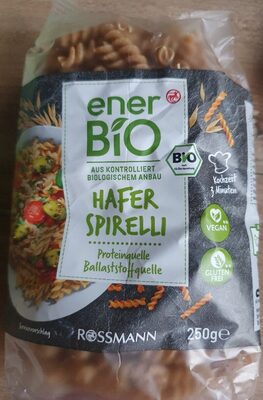 ener
BiO
AUS KONTROLLIERT
BIOLOGISCHEM ANBAU
BIO
HAFER
SPIRELLI
Kochzeit
3 Minuten
VEGAN
Proteinquelle
Ballaststoffquelle
GLUTEN
FREI
Serviervorschlag
ROSSMANN
250g℮